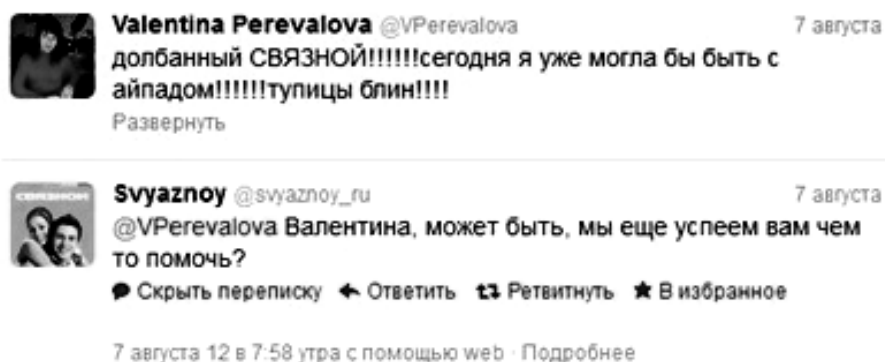 Valentina Perevalova @VPerevalova 7 августа
долбанный СВЯЗНОЙ!!!!!!сегодня я уже могла бы быть с
айпадом!!!!!!тупицы блин!!!!
Развернуть
СВЯЗНОЙ
Svyaznoy @svyaznoy_ru 7 августа
@VPerevalova Валентина, может быть, мы еще успеем вам чем
то помочь?
Скрыть переписку Ответить Ретвитнуть В избранное
7 августа 12 в 7:58 утра с помощью web · Подробнее